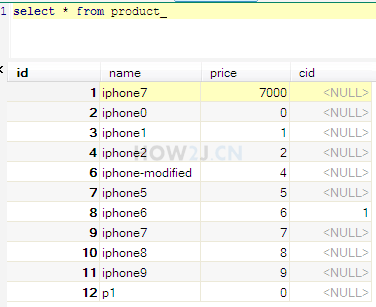 1 select * from product_
id name price cid
1 iphone7 7000 <NULL>
2 iphone0 0 <NULL>
3 iphone1 1 <NULL>
4 iphone2 2 <NULL>
6 iphone-modified 4 <NULL>
7 iphone5 5 <NULL>
8 iphone6 6 1
9 iphone7 7 <NULL>
10 iphone8 8 <NULL>
11 iphone9 9 <NULL>
12 p1 0 <NULL>
HOW2J.CN